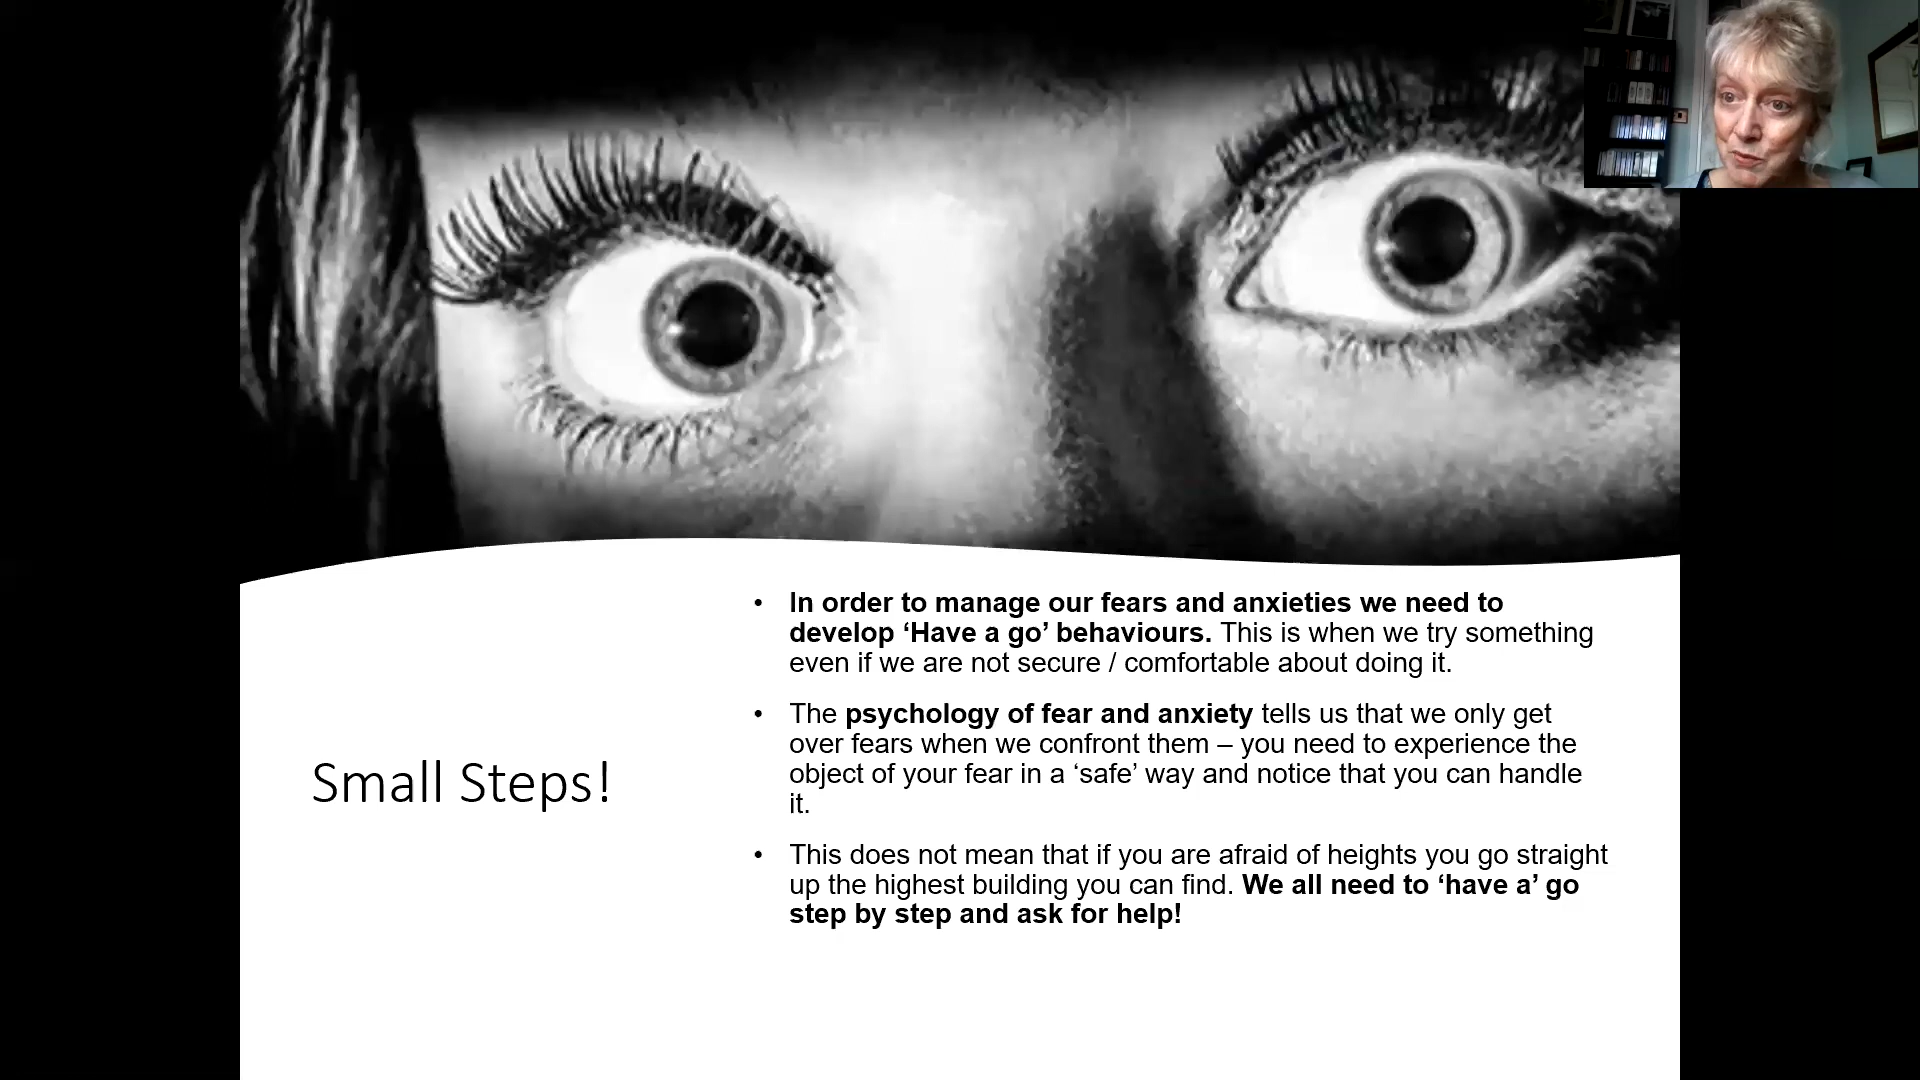 Small Steps!
• In order to manage our fears and anxieties we need to
develop ‘Have a go’ behaviours. This is when we try something
even if we are not secure / comfortable about doing it.
• The psychology of fear and anxiety tells us that we only get
over fears when we confront them – you need to experience the
object of your fear in a ‘safe’ way and notice that you can handle
it.
• This does not mean that if you are afraid of heights you go straight
up the highest building you can find. We all need to ‘have a’ go
step by step and ask for help!